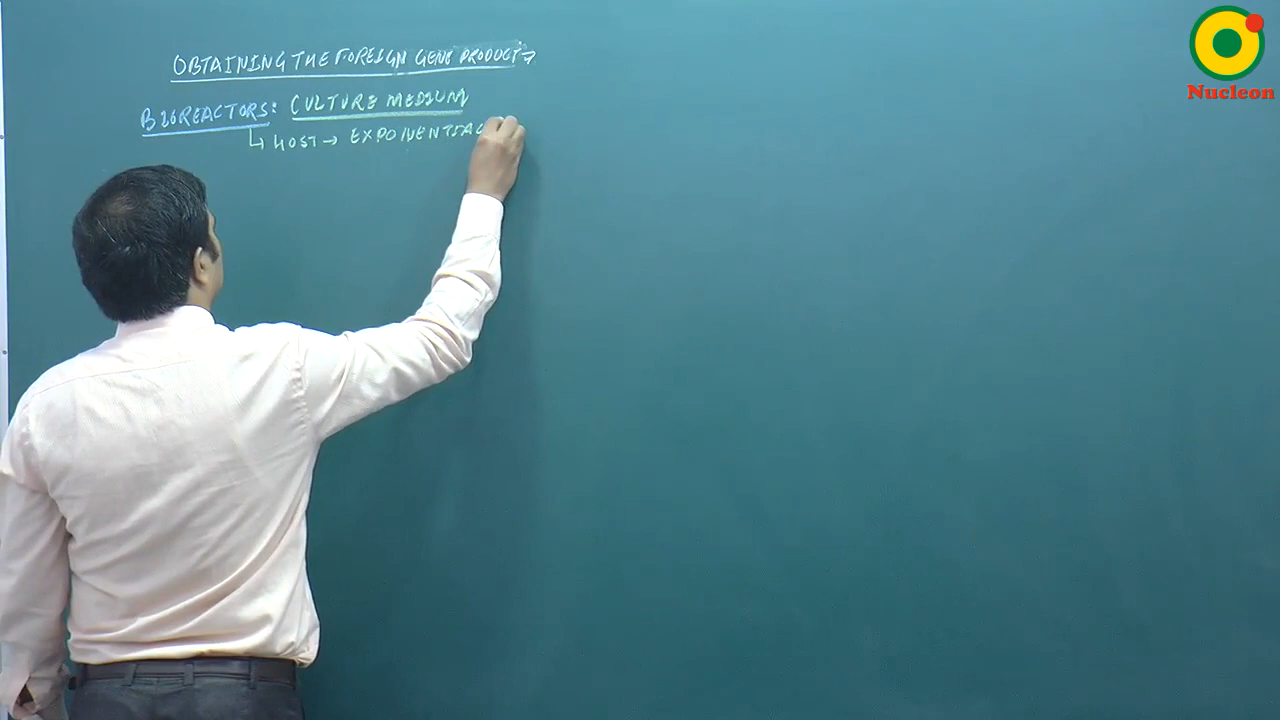 OBTAINING THE FOREIGN GENE PRODUCT →
BIOREACTORS: CULTURE MEDIUM
↳ HOST → EXPONENTIAL
Nucleon